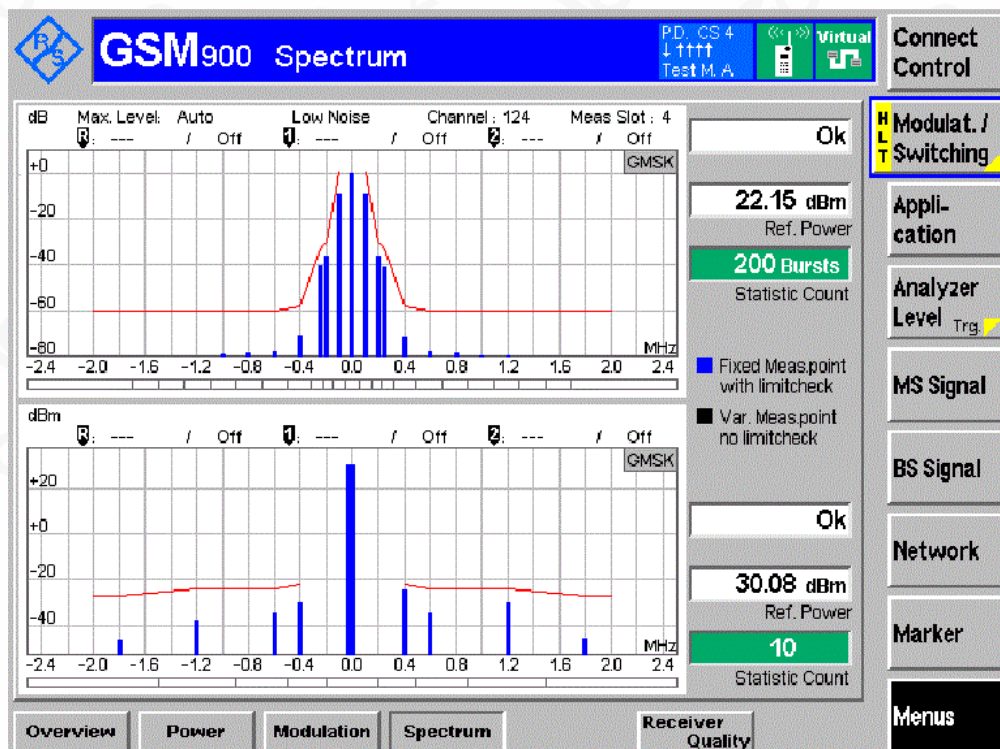 R S
GSM900 Spectrum
P.D. CS 4
↓ ↑↑↑↑
Test M. A
Virtual
Connect
Control
dB Max. Level: Auto Low Noise Channel : 124 Meas Slot : 4
R : --- / Off 1 : --- / Off 2 : --- / Off
GMSK
+0
-20
-40
-60
-80
MHz
-2.4 -2.0 -1.6 -1.2 -0.8 -0.4 0.0 0.4 0.8 1.2 1.6 2.0 2.4
Ok
22.15 dBm
Ref. Power
200 Bursts
Statistic Count
Fixed Meas.point
with limitcheck
Var. Meas.point
no limitcheck
dBm
R : --- / Off 1 : --- / Off 2 : --- / Off
GMSK
+20
+0
-20
-40
MHz
-2.4 -2.0 -1.6 -1.2 -0.8 -0.4 0.0 0.4 0.8 1.2 1.6 2.0 2.4
Ok
30.08 dBm
Ref. Power
10
Statistic Count
HLT
Modulat. /
Switching
Appli-
cation
Analyzer
Level Trg.
MS Signal
BS Signal
Network
Marker
Menus
Overview
Power
Modulation
Spectrum
Receiver
Quality